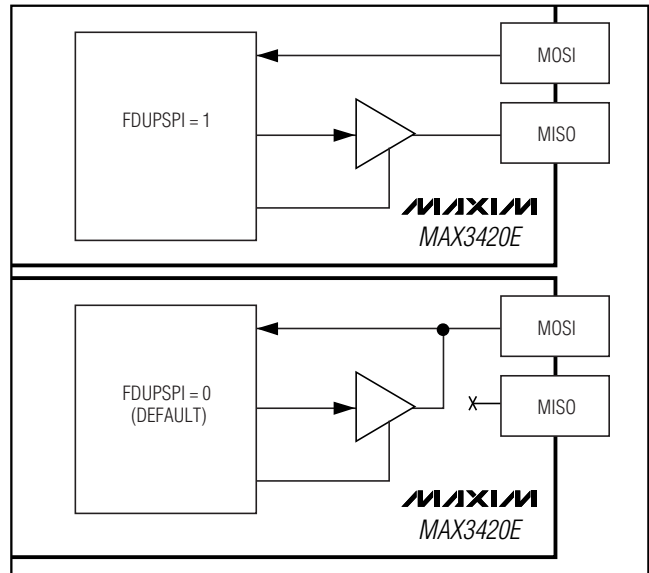 MOSI
FDUPSPI = 1
MISO
MAXIM
MAX3420E
MOSI
FDUPSPI = 0
(DEFAULT)
MISO
X
MAXIM
MAX3420E